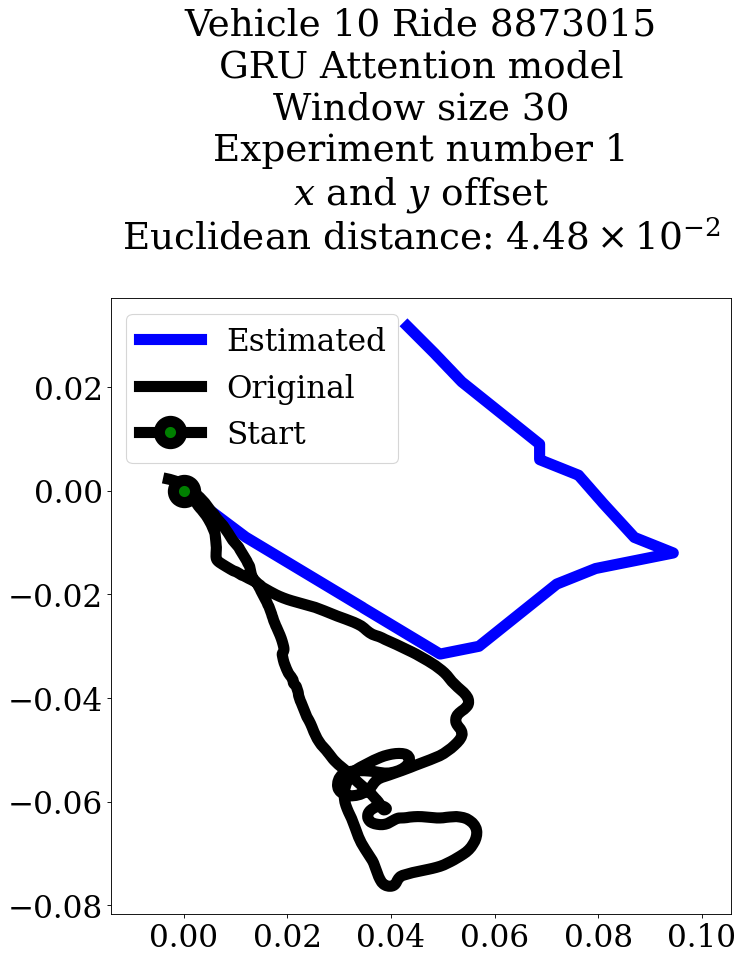 Vehicle 10 Ride 8873015
GRU Attention model
Window size 30
Experiment number 1
x and y offset
Euclidean distance: 4.48 × 10⁻²
Estimated
Original
Start
0.02
0.00
−0.02
−0.04
−0.06
−0.08
0.00 0.02 0.04 0.06 0.08 0.10